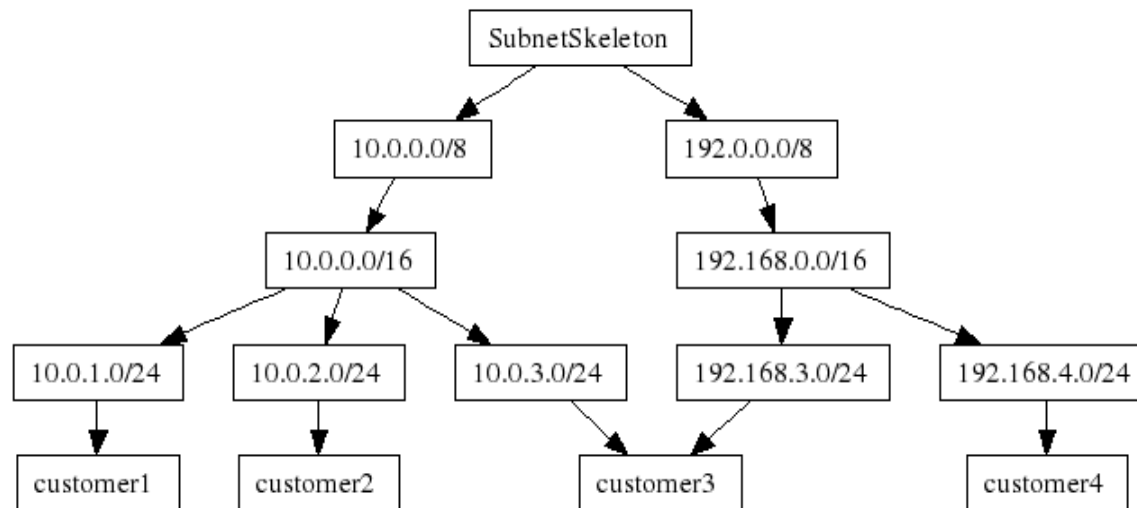 SubnetSkeleton
10.0.0.0/8
192.0.0.0/8
10.0.0.0/16
192.168.0.0/16
10.0.1.0/24
10.0.2.0/24
10.0.3.0/24
192.168.3.0/24
192.168.4.0/24
customer1
customer2
customer3
customer4